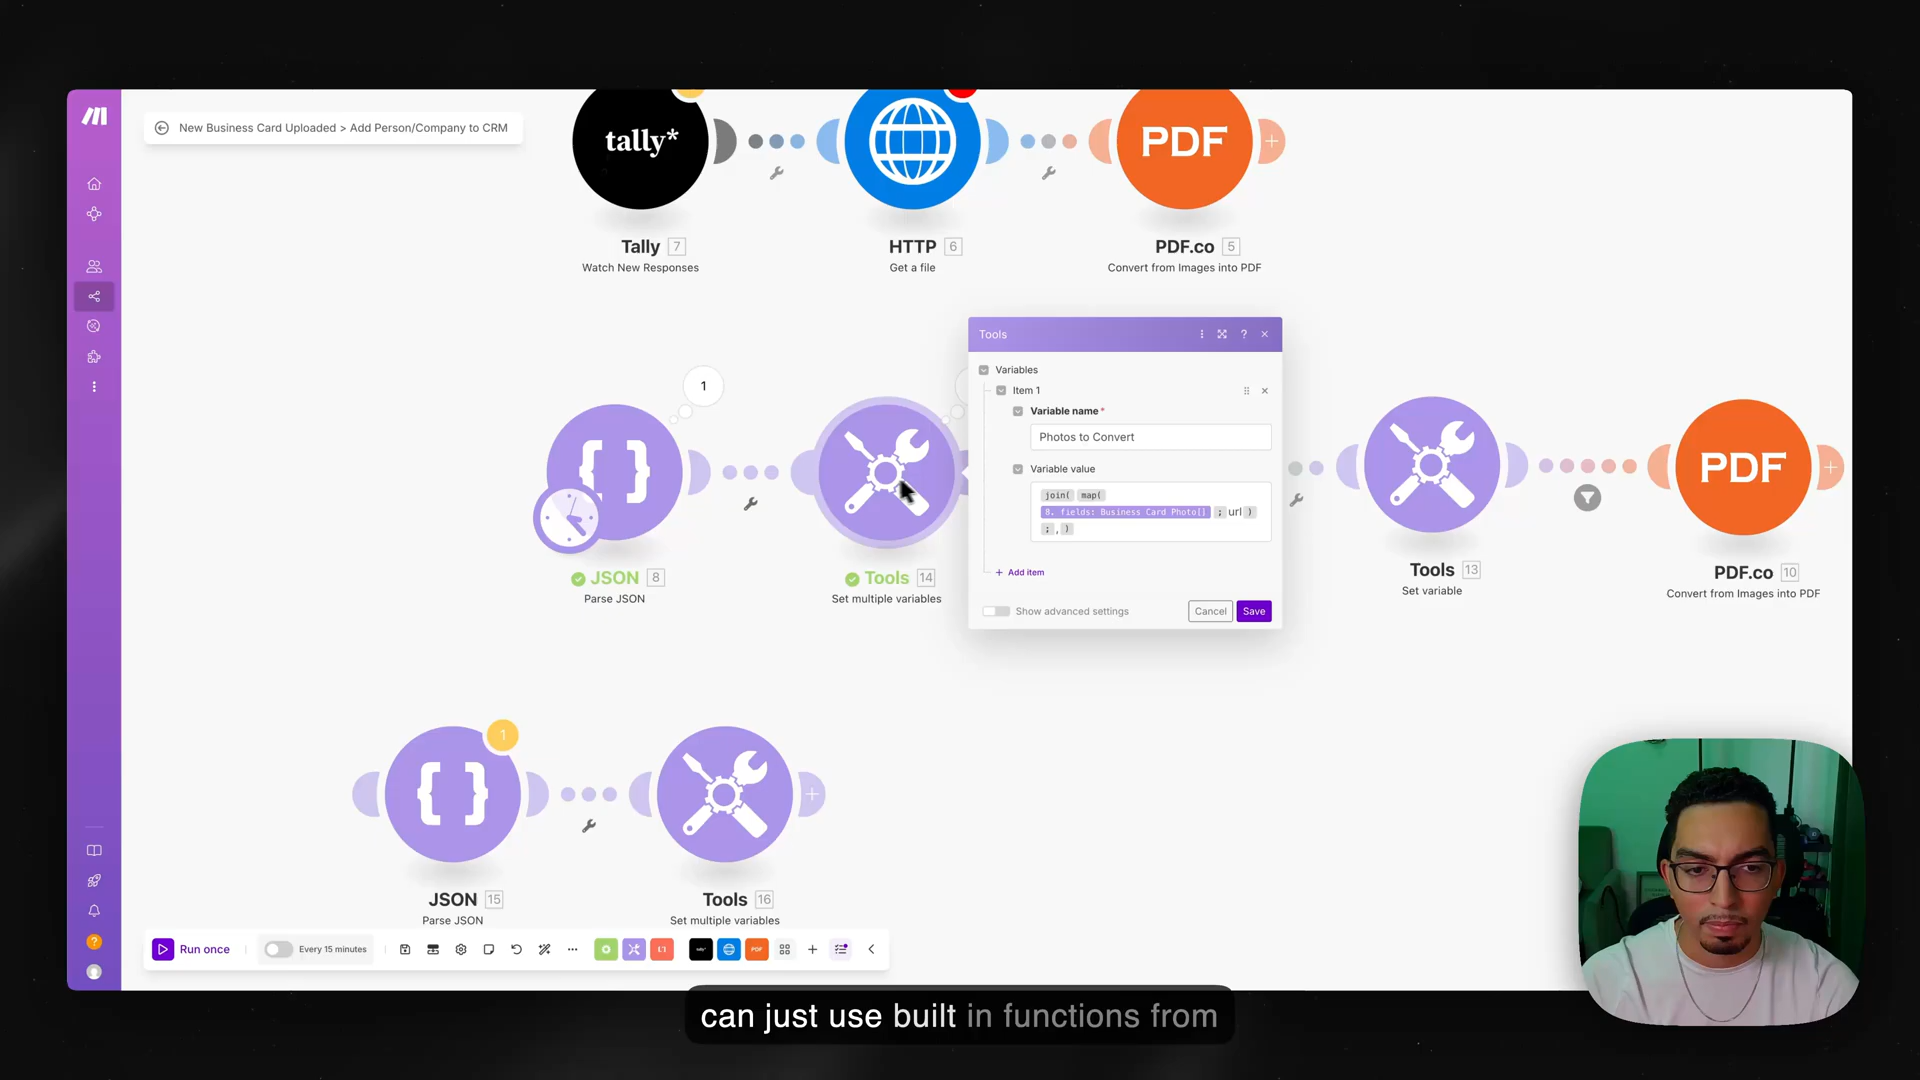 New Business Card Uploaded > Add Person/Company to CRM
tally*
PDF
Tally 7
Watch New Responses
HTTP 6
Get a file
PDF.co 5
Convert from Images into PDF
Tools
Variables
Item 1
Variable name*
Photos to Convert
Variable value
join( map(
8. fields: Business Card Photo[] ; url )
; , )
+ Add item
Show advanced settings
Cancel
Save
1
{ }
JSON 8
Parse JSON
Tools 14
Set multiple variables
Tools 13
Set variable
PDF
PDF.co 10
Convert from Images into PDF
1
{ }
JSON 15
Parse JSON
Tools 16
Set multiple variables
Run once
Every 15 minutes
tally*
PDF
can just use built in functions from